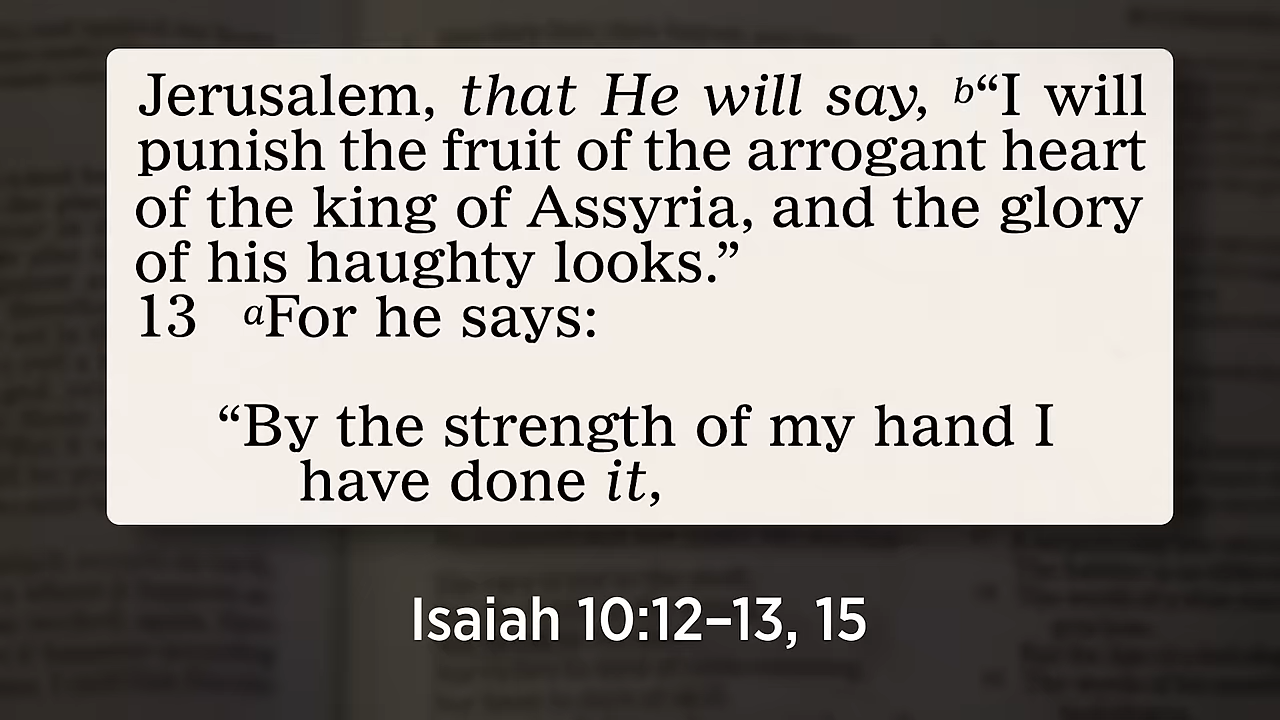 Jerusalem, that He will say, b“I will
punish the fruit of the arrogant heart
of the king of Assyria, and the glory
of his haughty looks.”
13 aFor he says:
“By the strength of my hand I
have done it,
Isaiah 10:12–13, 15